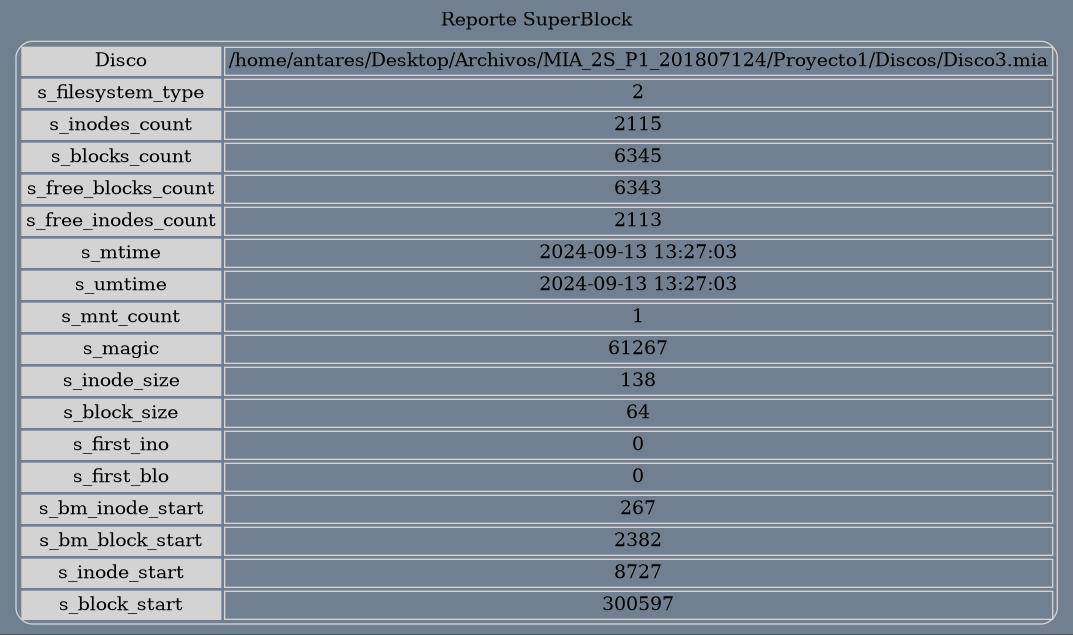 Reporte SuperBlock
Disco /home/antares/Desktop/Archivos/MIA_2S_P1_201807124/Proyecto1/Discos/Disco3.mia
s_filesystem_type 2
s_inodes_count 2115
s_blocks_count 6345
s_free_blocks_count 6343
s_free_inodes_count 2113
s_mtime 2024-09-13 13:27:03
s_umtime 2024-09-13 13:27:03
s_mnt_count 1
s_magic 61267
s_inode_size 138
s_block_size 64
s_first_ino 0
s_first_blo 0
s_bm_inode_start 267
s_bm_block_start 2382
s_inode_start 8727
s_block_start 300597